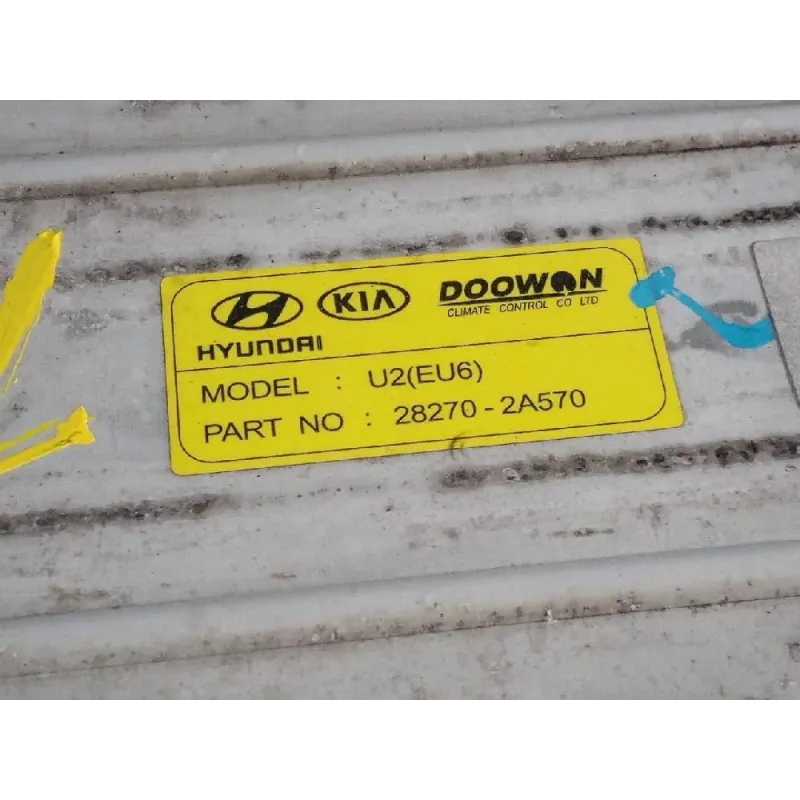 KIA DOOWON
CLIMATE CONTROL CO LTD
HYUNDAI
MODEL : U2(EU6)
PART NO : 28270-2A570